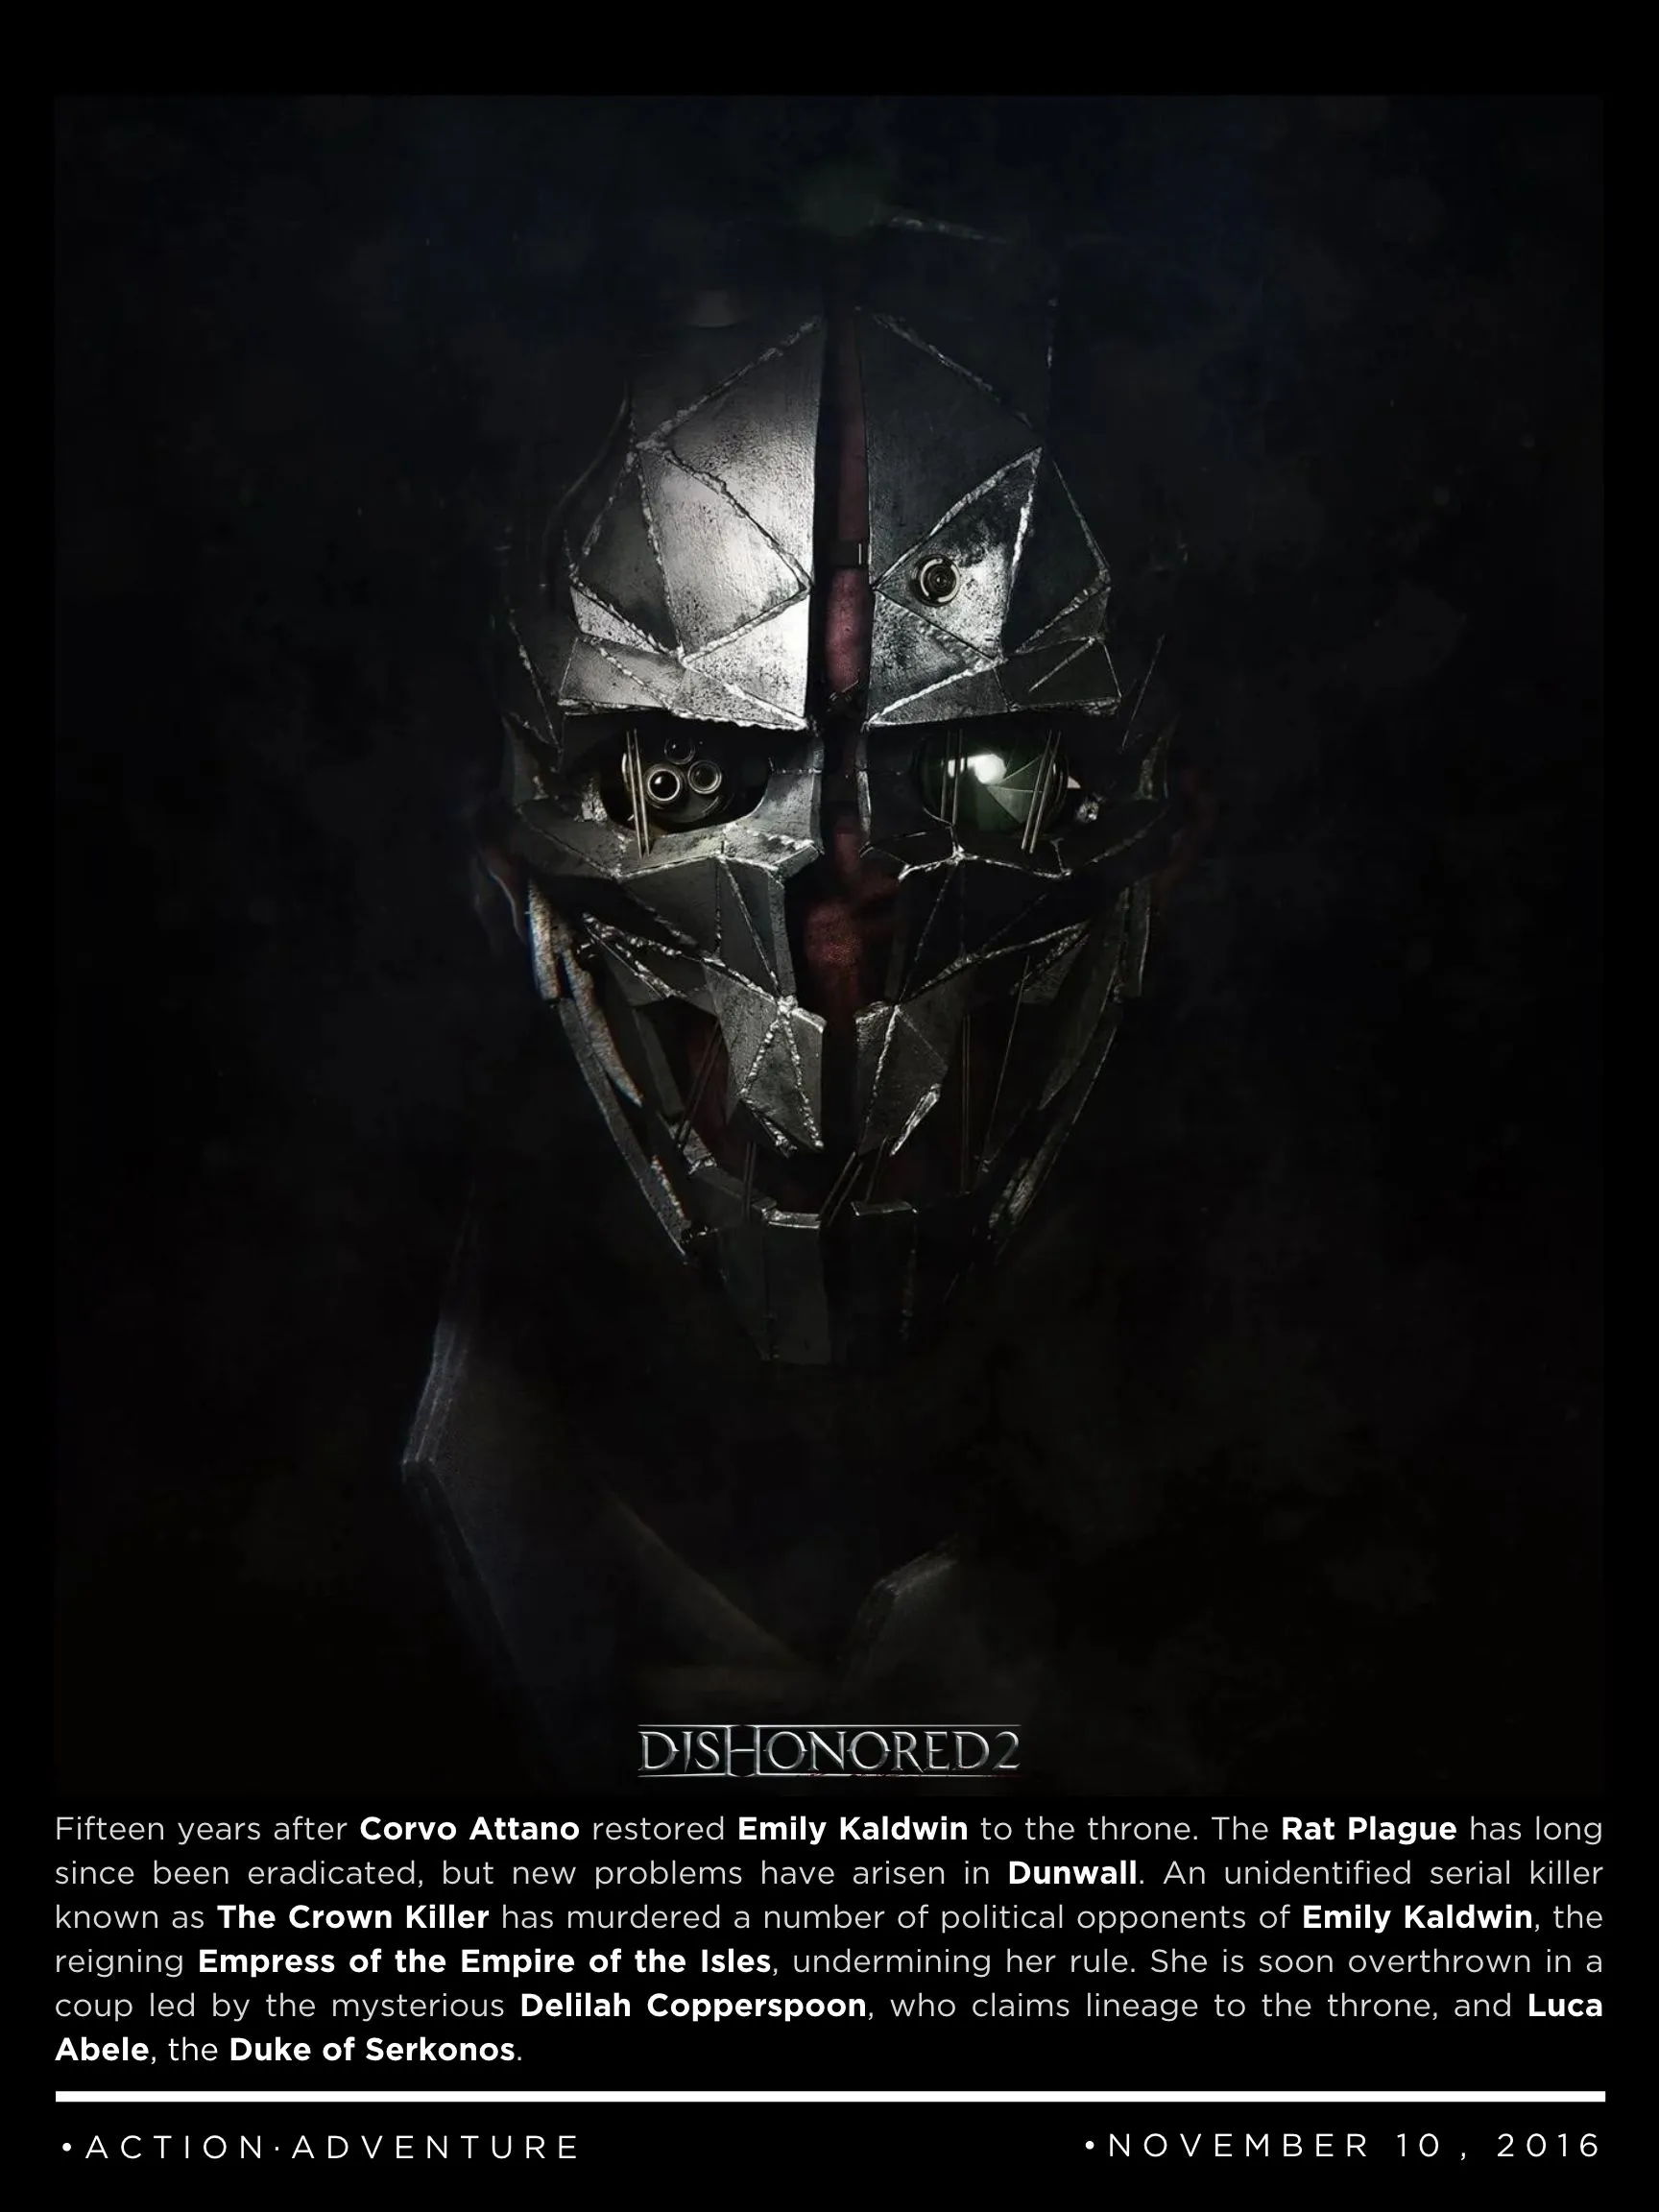 DISHONORED2
Fifteen years after Corvo Attano restored Emily Kaldwin to the throne. The Rat Plague has long
since been eradicated, but new problems have arisen in Dunwall. An unidentified serial killer
known as The Crown Killer has murdered a number of political opponents of Emily Kaldwin, the
reigning Empress of the Empire of the Isles, undermining her rule. She is soon overthrown in a
coup led by the mysterious Delilah Copperspoon, who claims lineage to the throne, and Luca
Abele, the Duke of Serkonos.
•ACTION·ADVENTURE
•NOVEMBER 10, 2016